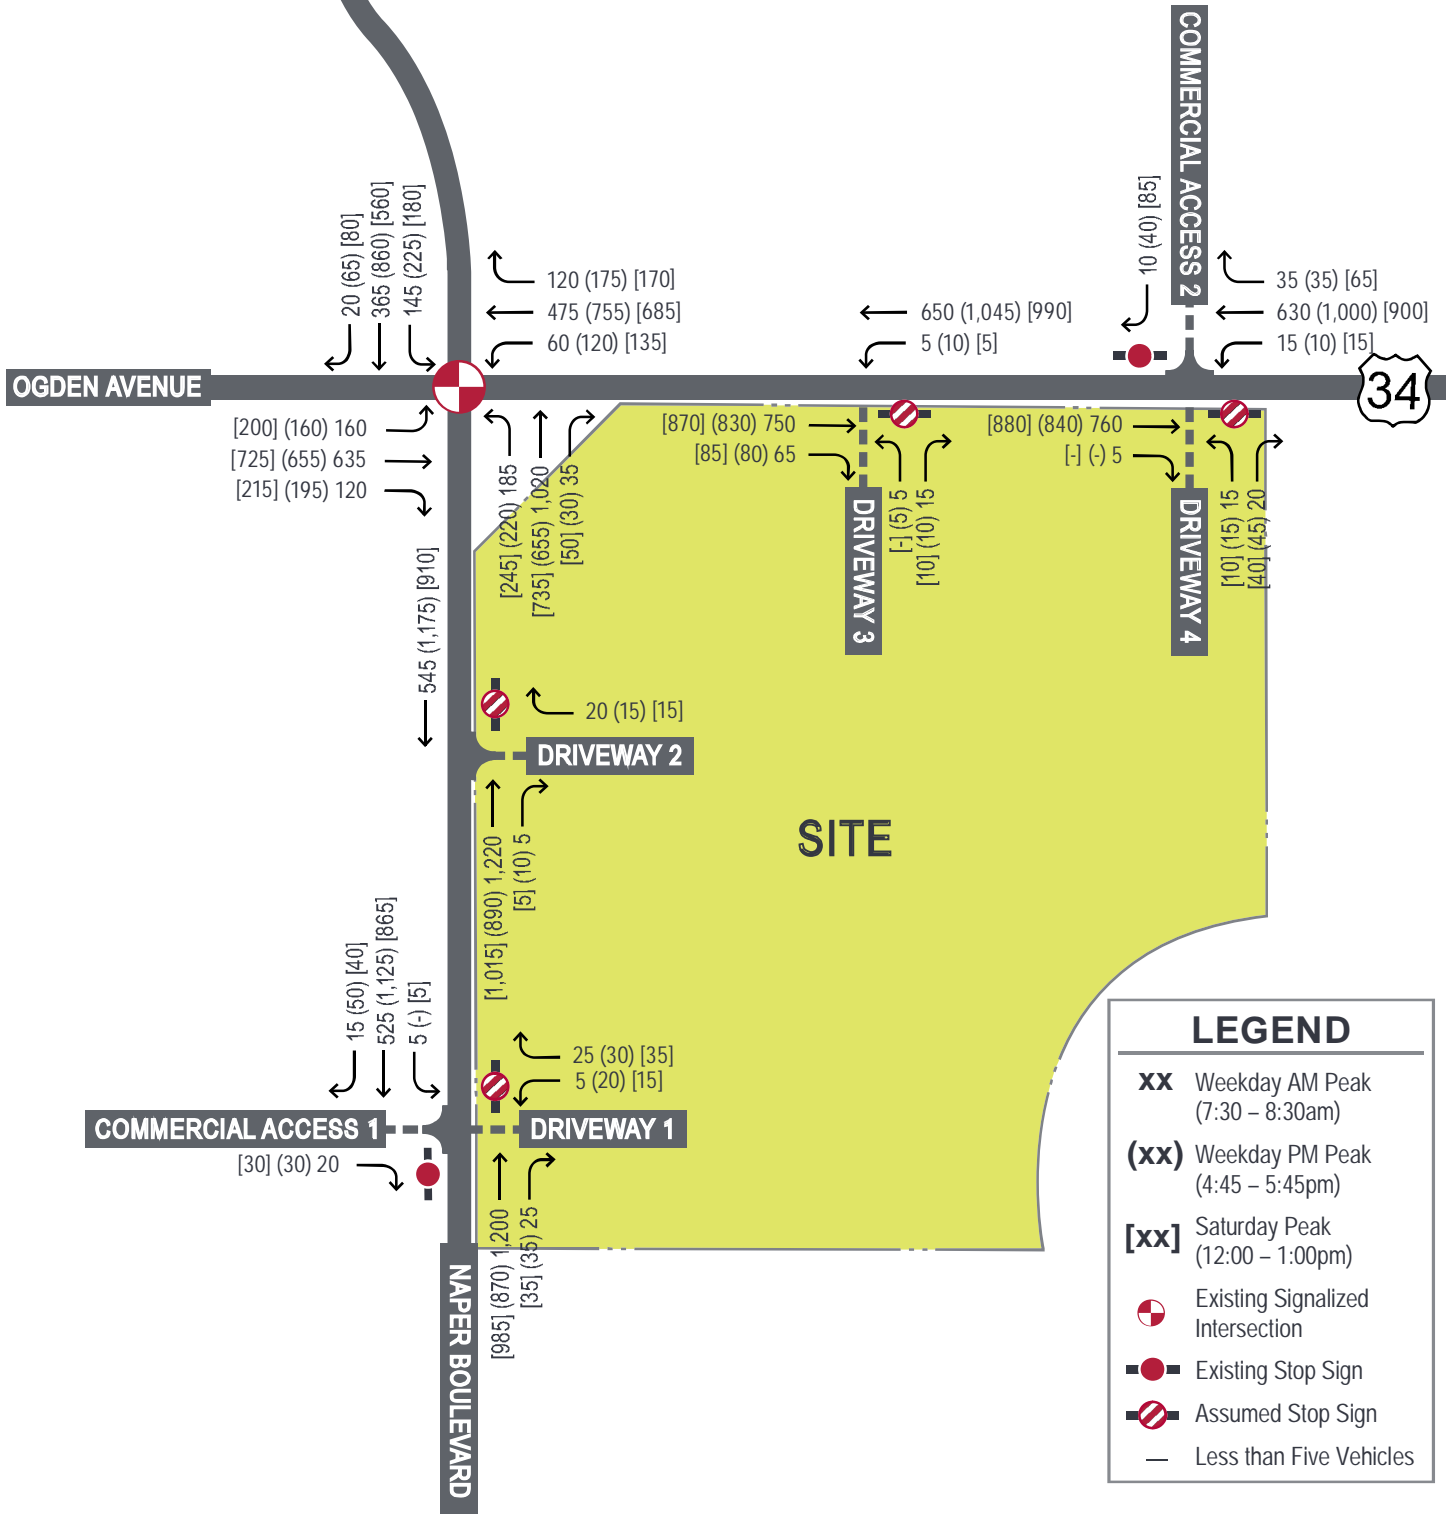 COMMERCIAL ACCESS 2
10 (40) [85]
20 (65) [80]
365 (860) [560]
145 (225) [180]
120 (175) [170]
475 (755) [685]
60 (120) [135]
650 (1,045) [990]
5 (10) [5]
35 (35) [65]
630 (1,000) [900]
15 (10) [15]
OGDEN AVENUE
34
[200] (160) 160
[725] (655) 635
[215] (195) 120
[245] (220) 185
[735] (655) 1,020
[50] (30) 35
[870] (830) 750
[85] (80) 65
[-] (5) 5
[10] (10) 15
[880] (840) 760
[-] (-) 5
[10] (15) 15
[40] (45) 20
DRIVEWAY 3
DRIVEWAY 4
545 (1,175) [910]
20 (15) [15]
DRIVEWAY 2
SITE
[1,015] (890) 1,220
[5] (10) 5
15 (50) [40]
525 (1,125) [865]
5 (-) [5]
25 (30) [35]
5 (20) [15]
COMMERCIAL ACCESS 1
DRIVEWAY 1
[30] (30) 20
[985] (870) 1,200
[35] (35) 25
NAPER BOULEVARD
LEGEND
xx Weekday AM Peak
(7:30 – 8:30am)
(xx) Weekday PM Peak
(4:45 – 5:45pm)
[xx] Saturday Peak
(12:00 – 1:00pm)
Existing Signalized
Intersection
Existing Stop Sign
Assumed Stop Sign
— Less than Five Vehicles